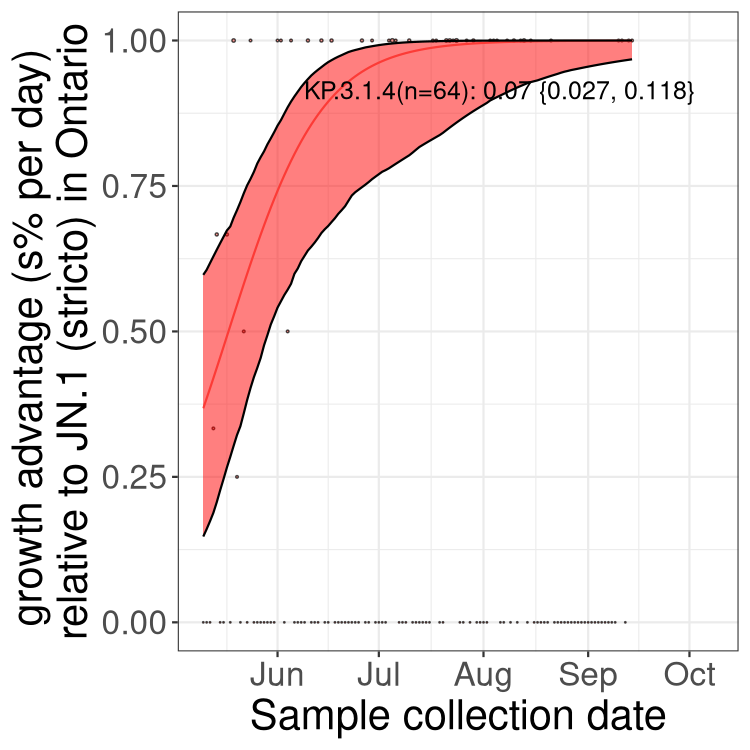 growth advantage (s% per day)
relative to JN.1 (stricto) in Ontario
1.00
0.75
0.50
0.25
0.00
KP.3.1.4(n=64): 0.07 {0.027, 0.118}
Jun Jul Aug Sep Oct
Sample collection date